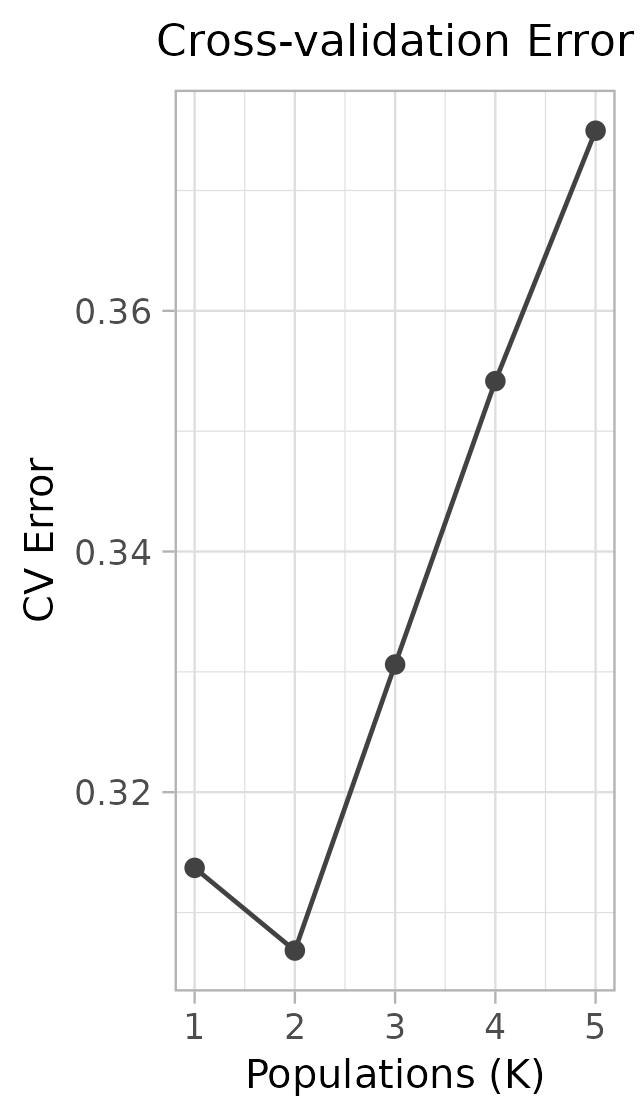 Cross-validation Error
0.36
0.34
0.32
CV Error
1 2 3 4 5
Populations (K)